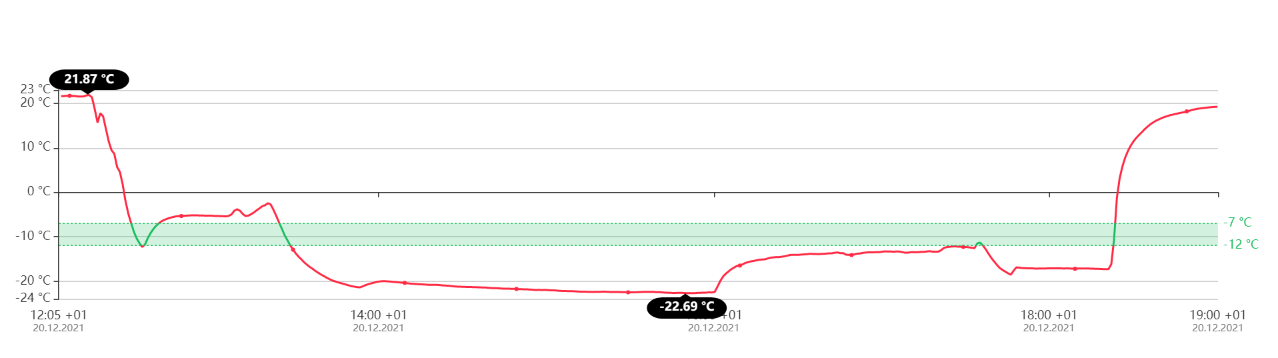 21.87 °C
23 °C
20 °C
10 °C
0 °C
-7 °C
-10 °C
-12 °C
-20 °C
-24 °C
-22.69 °C
12:05 +01
20.12.2021
14:00 +01
20.12.2021
+01
20.12.2021
18:00 +01
20.12.2021
19:00 +01
20.12.2021